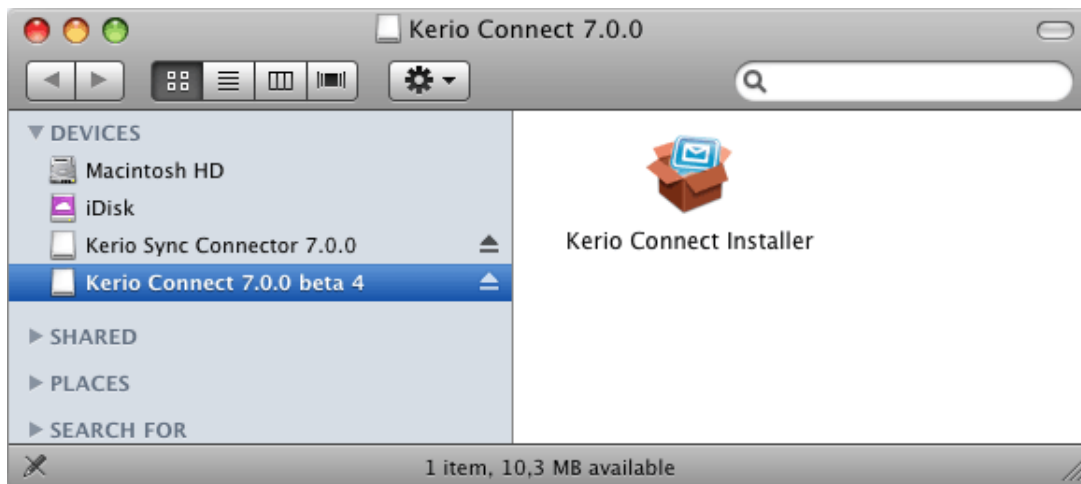 Kerio Connect 7.0.0
DEVICES
Macintosh HD
iDisk
Kerio Sync Connector 7.0.0
Kerio Connect 7.0.0 beta 4
SHARED
PLACES
SEARCH FOR
Kerio Connect Installer
1 item, 10,3 MB available